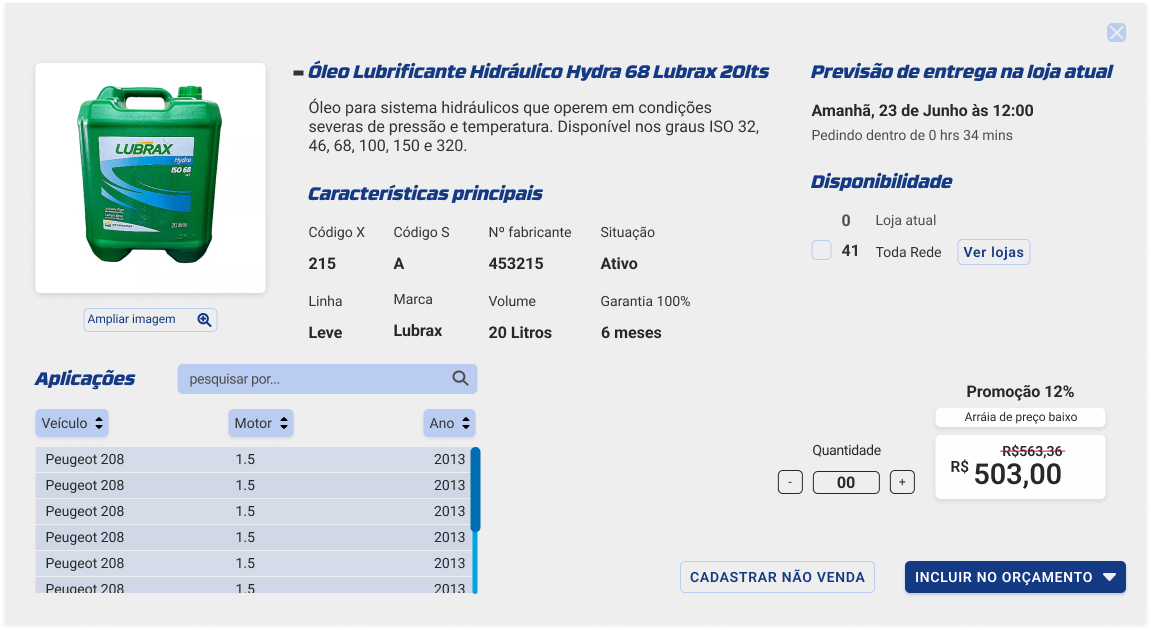 Óleo Lubrificante Hidráulico Hydra 68 Lubrax 20lts
Óleo para sistema hidráulicos que operem em condições
severas de pressão e temperatura. Disponível nos graus ISO 32,
46, 68, 100, 150 e 320.
LUBRAX
Hydra
ISO 68
Ampliar imagem
Características principais
Código X Código S Nº fabricante Situação
215 A 453215 Ativo
Linha Marca Volume Garantia 100%
Leve Lubrax 20 Litros 6 meses
Previsão de entrega na loja atual
Amanhã, 23 de Junho às 12:00
Pedindo dentro de 0 hrs 34 mins
Disponibilidade
0 Loja atual
41 Toda Rede Ver lojas
Aplicações pesquisar por...
Veículo Motor Ano
Peugeot 208 1.5 2013
Peugeot 208 1.5 2013
Peugeot 208 1.5 2013
Peugeot 208 1.5 2013
Peugeot 208 1.5 2013
Peugeot 208 1.5 2013
Promoção 12%
Arráia de preço baixo
Quantidade
- 00 +
R$563,36
R$ 503,00
CADASTRAR NÃO VENDA
INCLUIR NO ORÇAMENTO